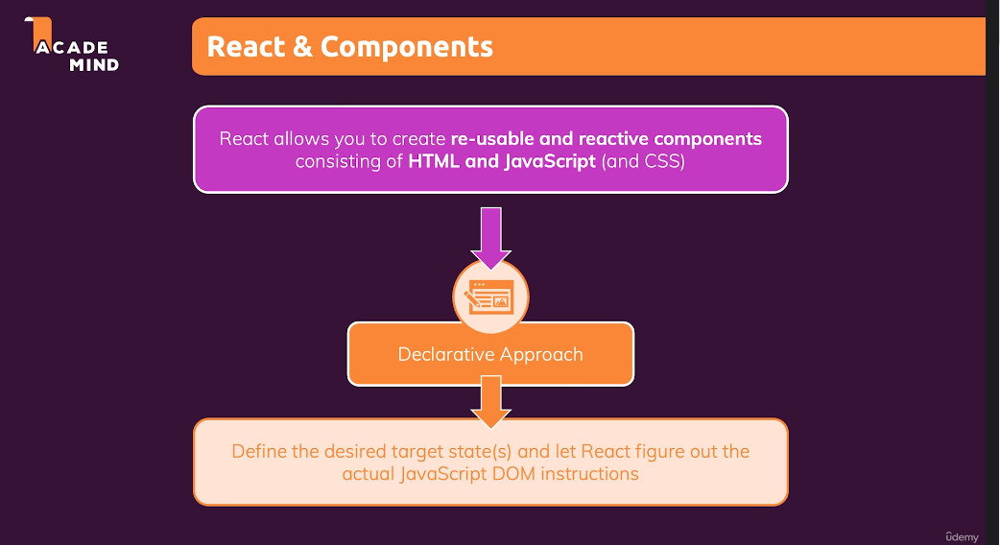 ACADE
MIND
React & Components
React allows you to create re-usable and reactive components
consisting of HTML and JavaScript (and CSS)
Declarative Approach
Define the desired target state(s) and let React figure out the
actual JavaScript DOM instructions
ûdemy